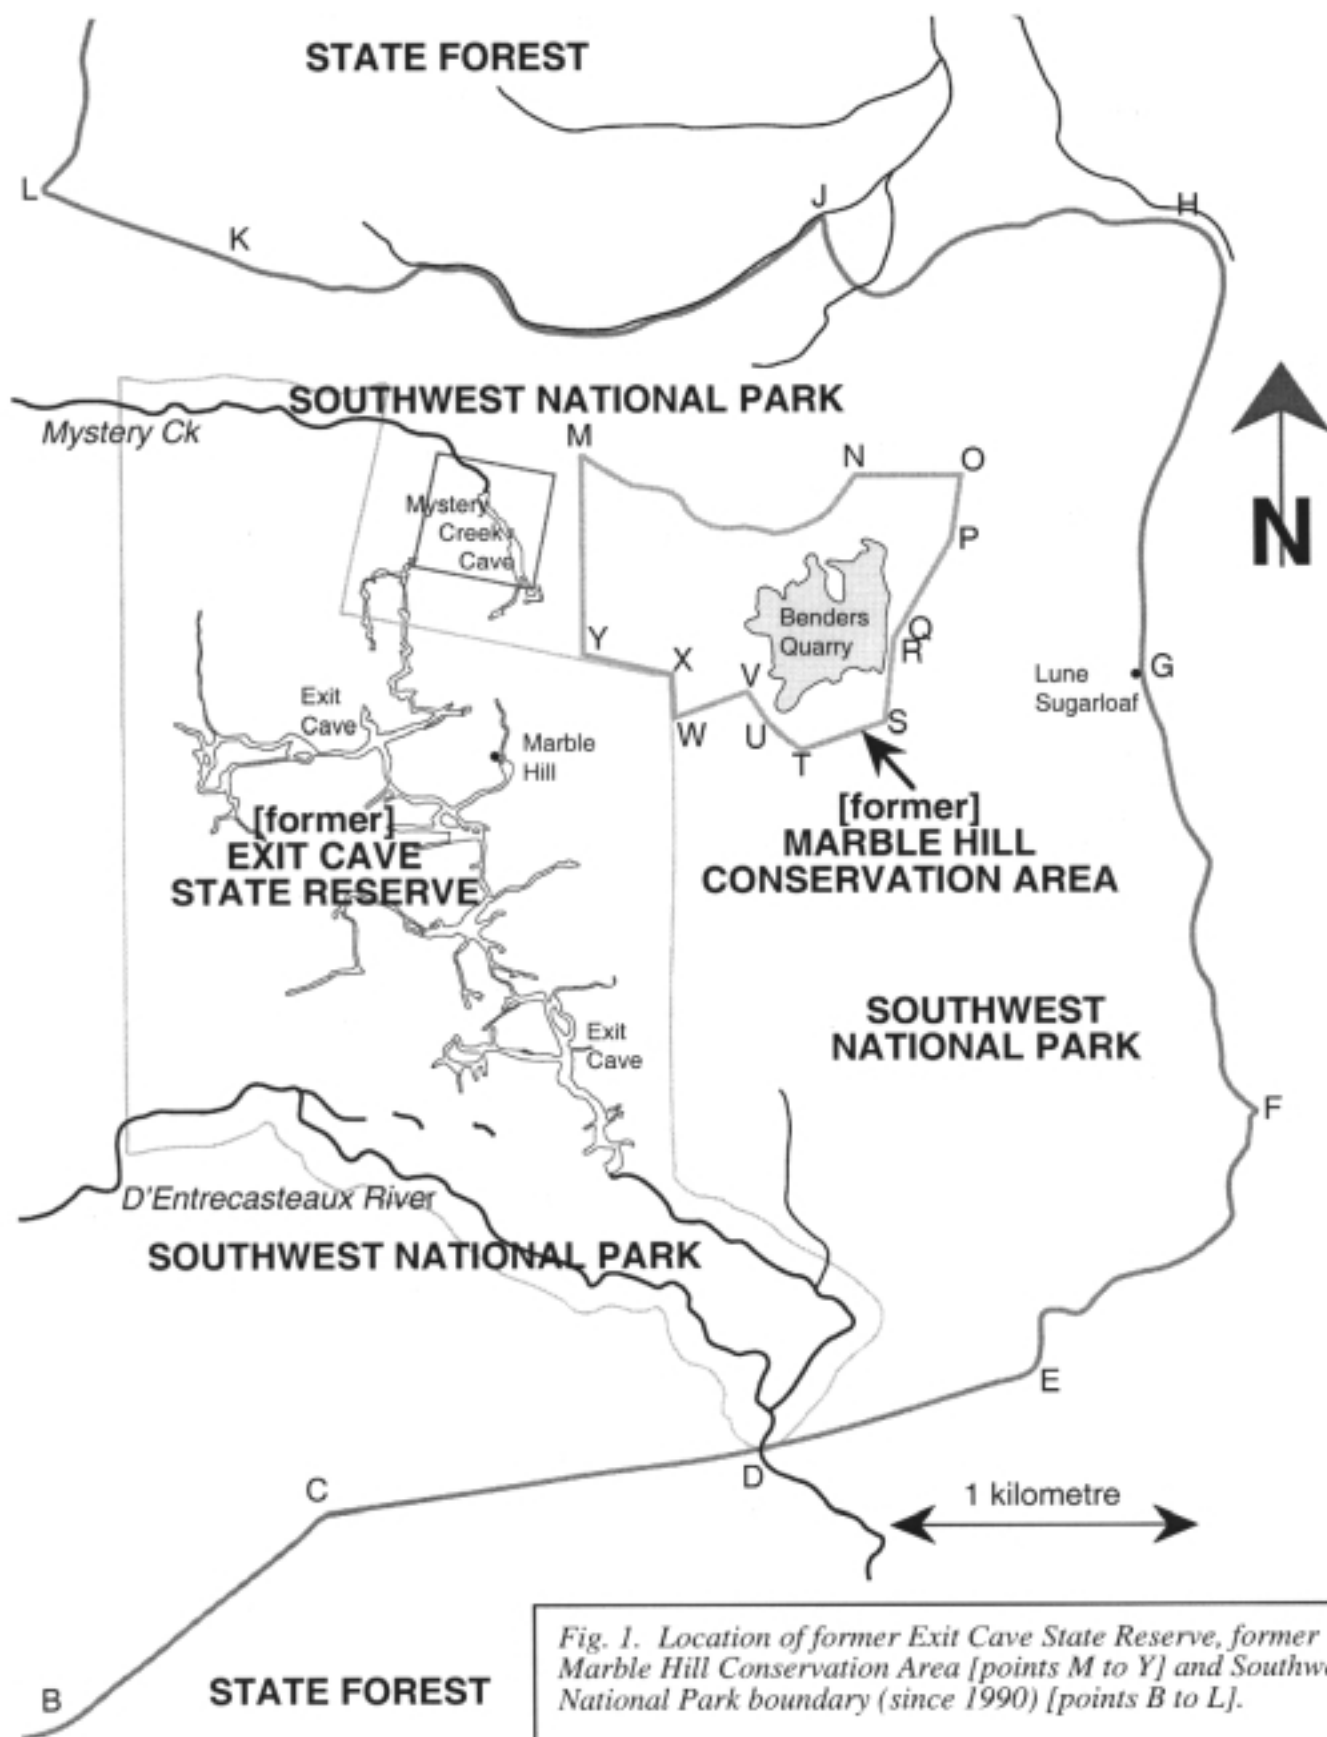 STATE FOREST
L
K
J
H
SOUTHWEST NATIONAL PARK
Mystery Ck
M
N
O
P
Mystery
Creek
Cave
Benders
Quarry
Q
R
Y
X
V
G
Lune
Sugarloaf
Exit
Cave
W
U
S
T
Marble
Hill
[former]
EXIT CAVE
STATE RESERVE
[former]
MARBLE HILL
CONSERVATION AREA
N
SOUTHWEST
NATIONAL PARK
Exit
Cave
F
D'Entrecasteaux River
SOUTHWEST NATIONAL PARK
E
D
C
1 kilometre
B
STATE FOREST
Fig. 1. Location of former Exit Cave State Reserve, former
Marble Hill Conservation Area [points M to Y] and Southw
National Park boundary (since 1990) [points B to L].